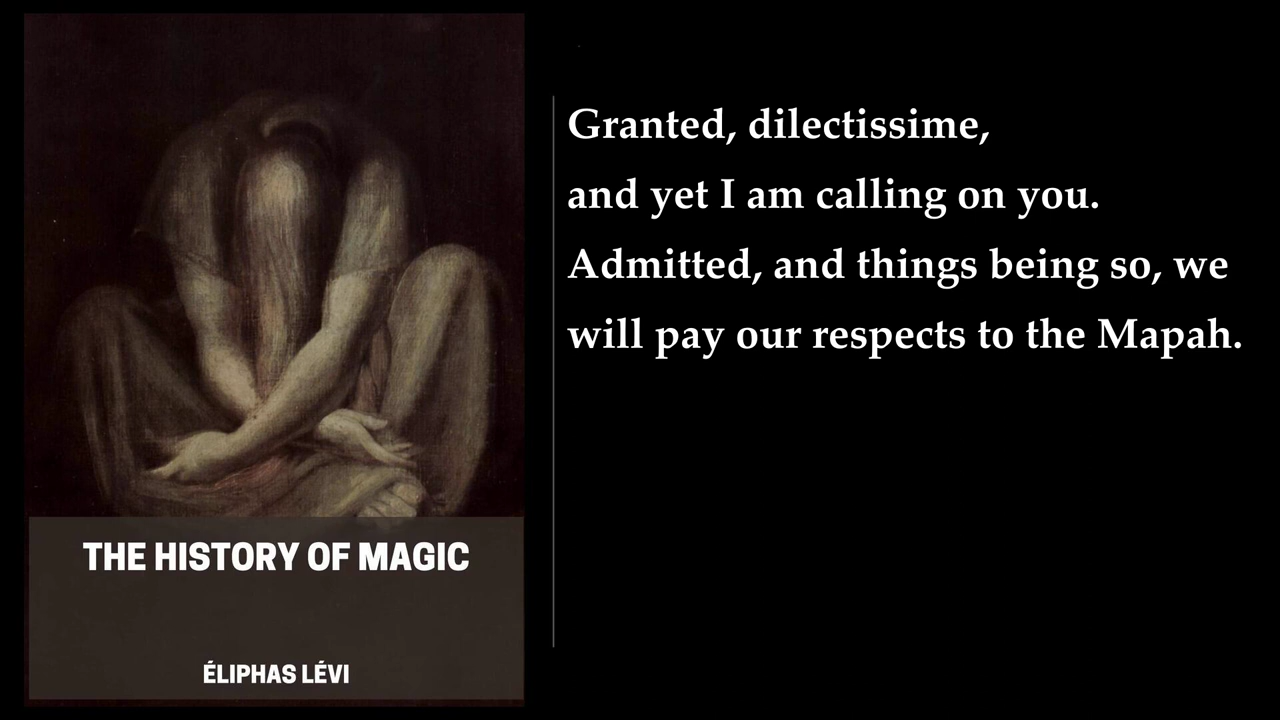 THE HISTORY OF MAGIC
ÉLIPHAS LÉVI
Granted, dilectissime,
and yet I am calling on you.
Admitted, and things being so, we
will pay our respects to the Mapah.